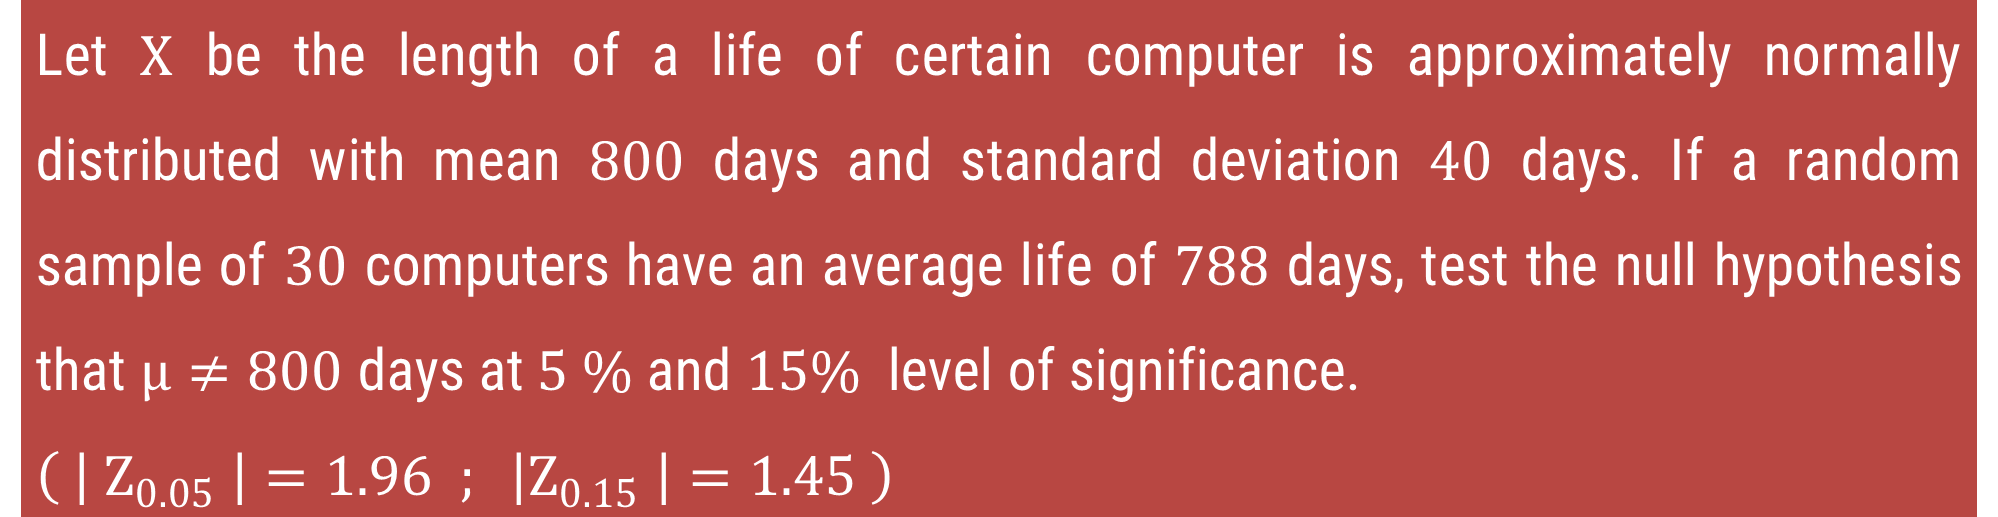 Let X be the length of a life of certain computer is approximately normally
distributed with mean 800 days and standard deviation 40 days. If a random
sample of 30 computers have an average life of 788 days, test the null hypothesis
that μ ≠ 800 days at 5 % and 15% level of significance.
( | Z₀.₀₅ | = 1.96 ; |Z₀.₁₅ | = 1.45 )